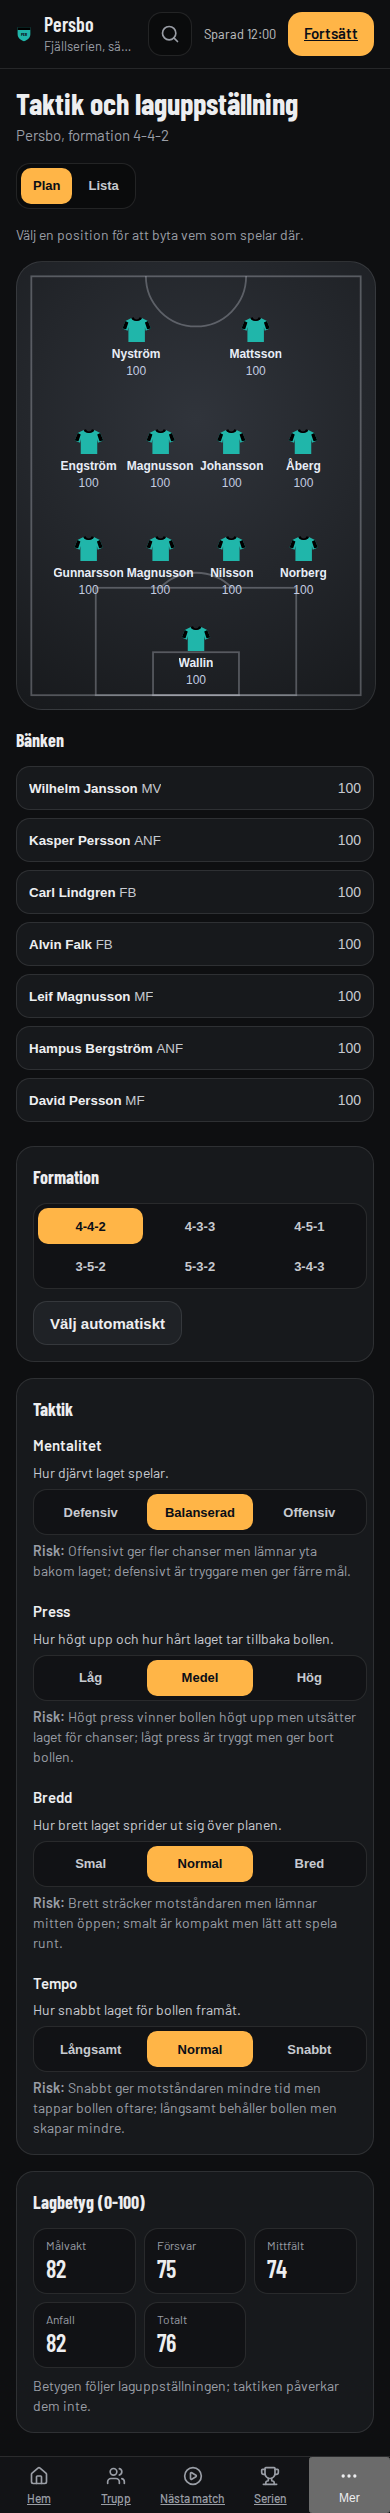 Persbo
Fjällserien, sä...
Sparad 12:00
Fortsätt
Taktik och laguppställning
Persbo, formation 4-4-2
Plan
Lista
Välj en position för att byta vem som spelar där.
Nyström
Mattsson
100
100
Engström
Magnusson
Johansson
Åberg
100
100
100
100
Gunnarsson
Magnusson
Nilsson
Norberg
100
100
100
100
Wallin
100
Bänken
Wilhelm Jansson MV 100
Kasper Persson ANF 100
Carl Lindgren FB 100
Alvin Falk FB 100
Leif Magnusson MF 100
Hampus Bergström ANF 100
David Persson MF 100
Formation
4-4-2 4-3-3 4-5-1
3-5-2 5-3-2 3-4-3
Välj automatiskt
Taktik
Mentalitet
Hur djärvt laget spelar.
Defensiv Balanserad Offensiv
Risk: Offensivt ger fler chanser men lämnar yta
bakom laget; defensivt är tryggare men ger färre mål.
Press
Hur högt upp och hur hårt laget tar tillbaka bollen.
Låg Medel Hög
Risk: Högt press vinner bollen högt upp men utsätter
laget för chanser; lågt press är tryggt men ger bort
bollen.
Bredd
Hur brett laget sprider ut sig över planen.
Smal Normal Bred
Risk: Brett sträcker motståndaren men lämnar
mitten öppen; smalt är kompakt men lätt att spela
runt.
Tempo
Hur snabbt laget för bollen framåt.
Långsamt Normal Snabbt
Risk: Snabbt ger motståndaren mindre tid men
tappar bollen oftare; långsamt behåller bollen men
skapar mindre.
Lagbetyg (0-100)
Målvakt Försvar Mittfält
82 75 74
Anfall Totalt
82 76
Betygen följer laguppställningen; taktiken påverkar
dem inte.
Hem Trupp Nästa match Serien Mer